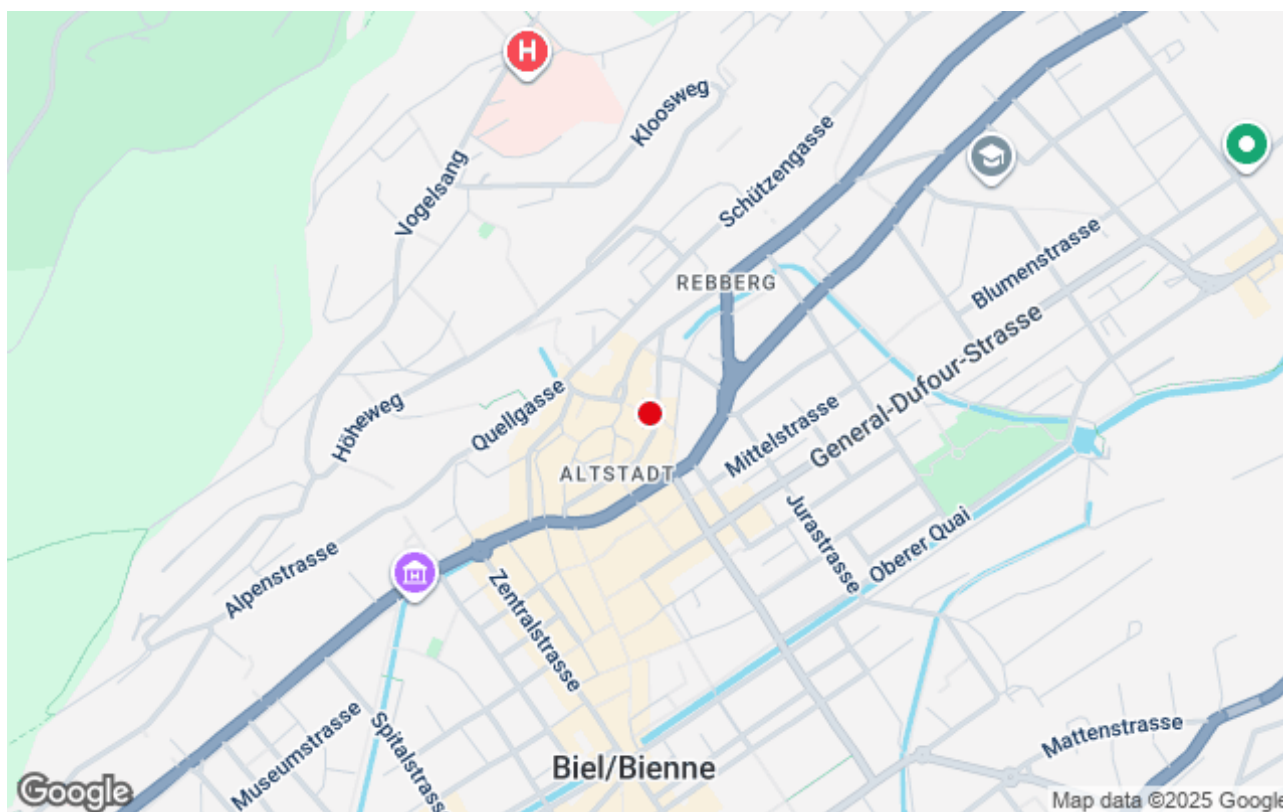 H
Kloosweg
Schützengasse
Vogelsang
REBBERG
Blumenstrasse
Höheweg
Quellgasse
Mittelstrasse
General-Dufour-Strasse
ALTSTADT
Jurastrasse
Oberer Quai
Alpenstrasse
Zentralstrasse
Museumstrasse
Spitalstrasse
Mattenstrasse
Biel/Bienne
Google
Map data ©2025 Google